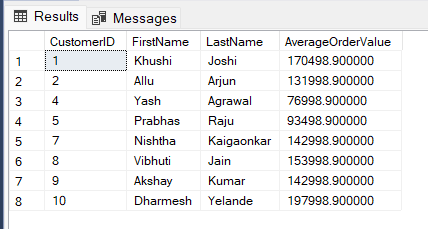 Results Messages
CustomerID FirstName LastName AverageOrderValue
1 1 Khushi Joshi 170498.900000
2 2 Allu Arjun 131998.900000
3 4 Yash Agrawal 76998.900000
4 5 Prabhas Raju 93498.900000
5 7 Nishtha Kaigaonkar 142998.900000
6 8 Vibhuti Jain 153998.900000
7 9 Akshay Kumar 142998.900000
8 10 Dharmesh Yelande 197998.900000